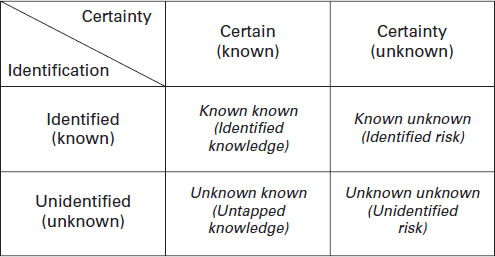 Certainty
Identification
Certain
(known)
Certainty
(unknown)
Identified
(known)
Known known
(Identified
knowledge)
Known unknown
(Identified risk)
Unidentified
(unknown)
Unknown known
(Untapped
knowledge)
Unknown unknown
(Unidentified
risk)